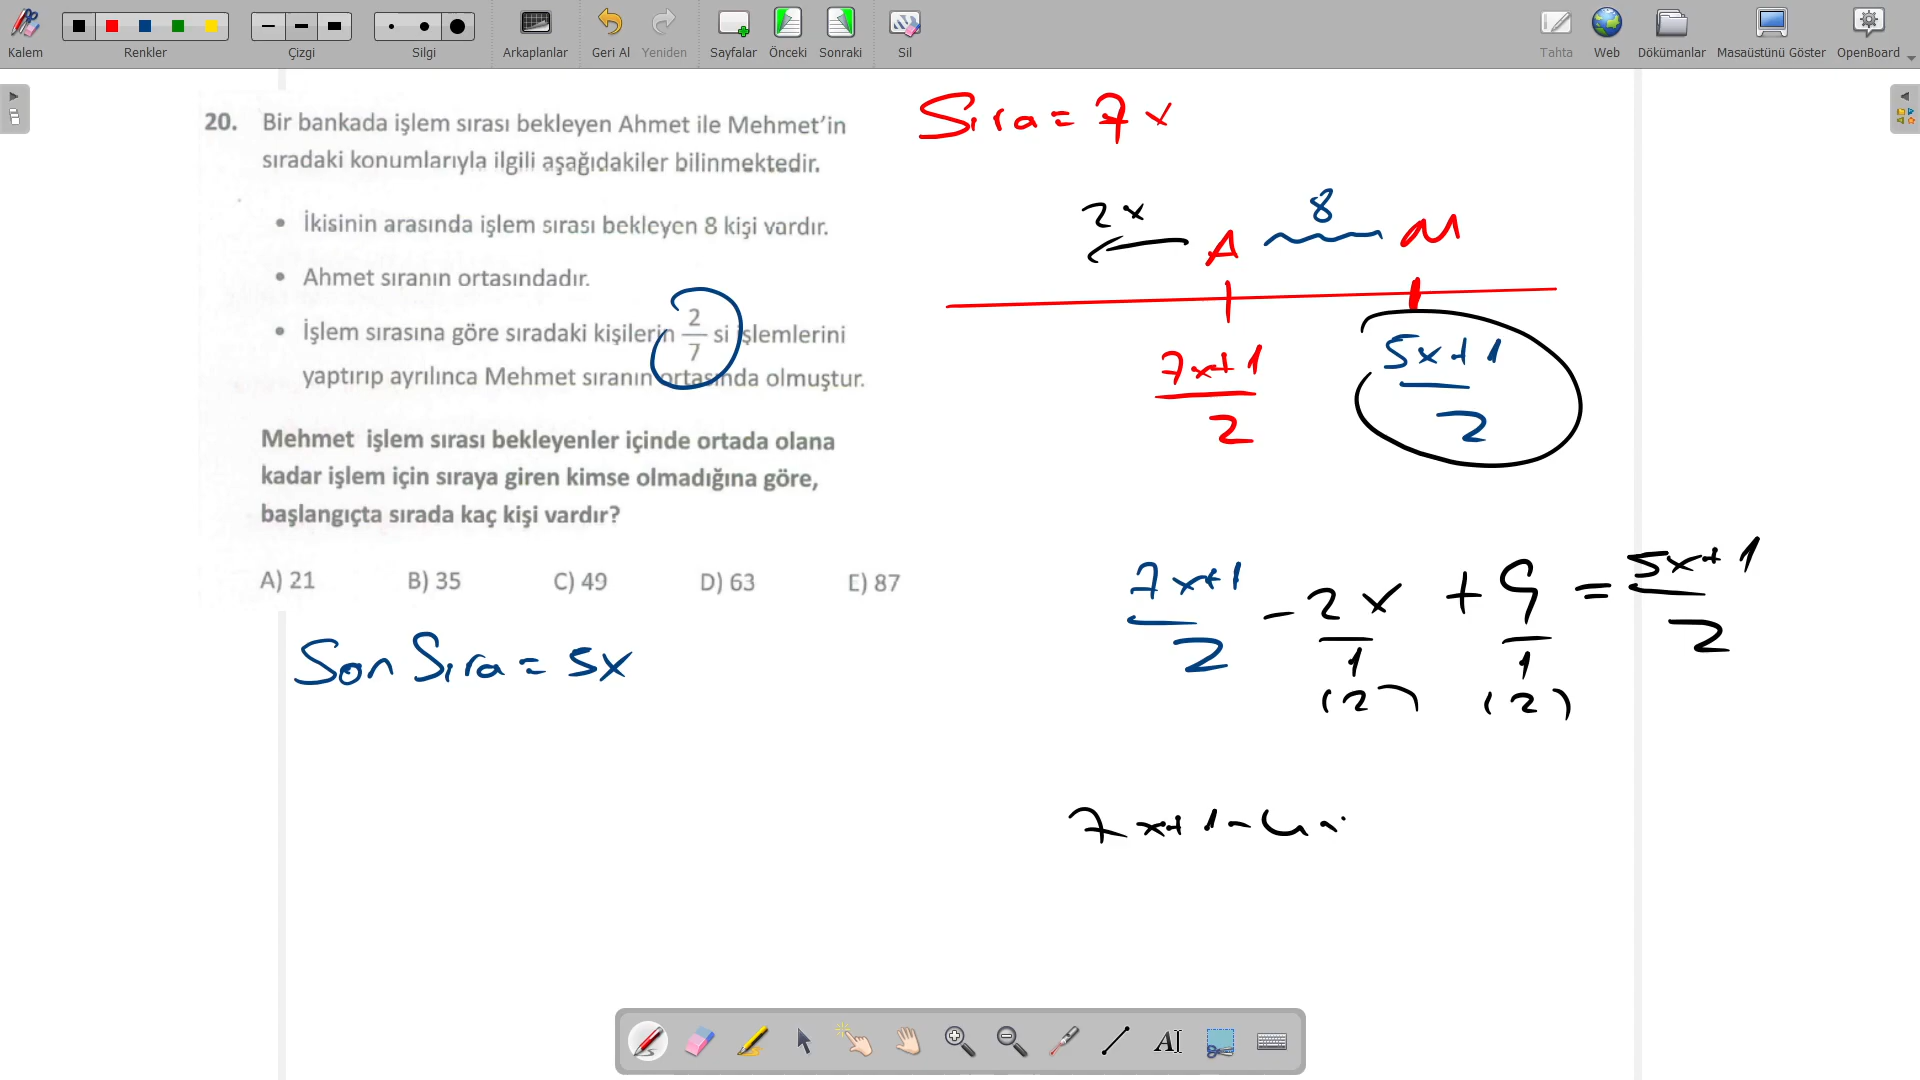 Kalem
Renkler
Çizgi
Silgi
Arkaplanlar
Geri Al
Yeniden
Sayfalar
Önceki
Sonraki
Sil
Tahta
Web
Dökümanlar
Masaüstünü Göster
OpenBoard
20. Bir bankada işlem sırası bekleyen Ahmet ile Mehmet'in
sıradaki konumlarıyla ilgili aşağıdakiler bilinmektedir.
• İkisinin arasında işlem sırası bekleyen 8 kişi vardır.
• Ahmet sıranın ortasındadır.
• İşlem sırasına göre sıradaki kişilerin 2/7 si işlemlerini
yaptırıp ayrılınca Mehmet sıranın ortasında olmuştur.
Mehmet işlem sırası bekleyenler içinde ortada olana
kadar işlem için sıraya giren kimse olmadığına göre,
başlangıçta sırada kaç kişi vardır?
A) 21 B) 35 C) 49 D) 63 E) 87
Son Sıra = 5x
Sıra = 7x
2x A 8 M
7x+1/2 5x+1/2
7x+1/2 - 2x/1 + 9/1 = 5x+1/2
(2) (2)
7x+1-4x